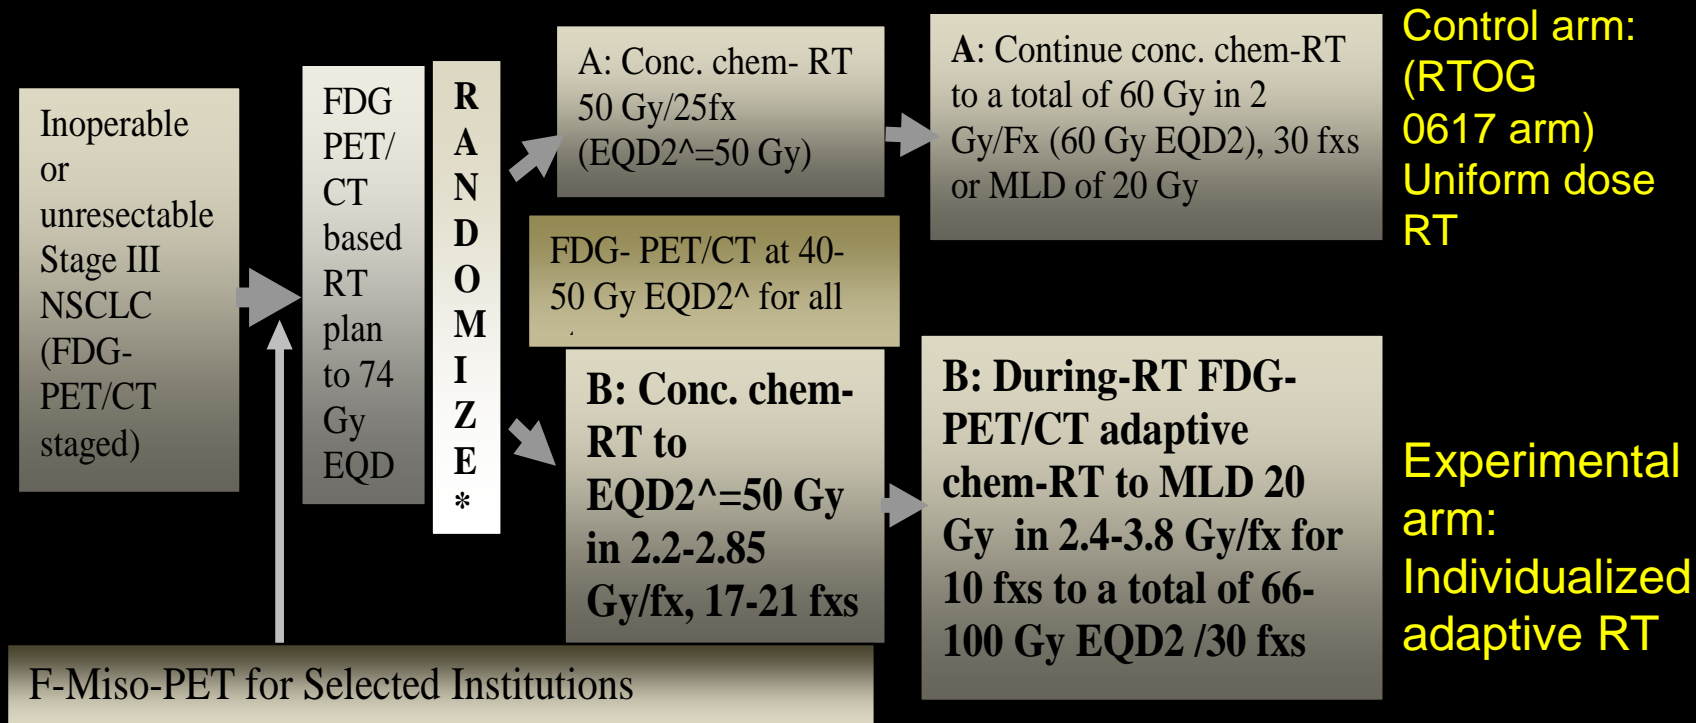 Inoperable
or
unresectable
Stage III
NSCLC
(FDG-
PET/CT
staged)
FDG
PET/
CT
based
RT
plan
to 74
Gy
EQD
R
A
N
D
O
M
I
Z
E
*
A: Conc. chem- RT
50 Gy/25fx
(EQD2^=50 Gy)
A: Continue conc. chem-RT
to a total of 60 Gy in 2
Gy/Fx (60 Gy EQD2), 30 fxs
or MLD of 20 Gy
Control arm:
(RTOG
0617 arm)
Uniform dose
RT
FDG- PET/CT at 40-
50 Gy EQD2^ for all
B: Conc. chem-
RT to
EQD2^=50 Gy
in 2.2-2.85
Gy/fx, 17-21 fxs
B: During-RT FDG-
PET/CT adaptive
chem-RT to MLD 20
Gy in 2.4-3.8 Gy/fx for
10 fxs to a total of 66-
100 Gy EQD2 /30 fxs
Experimental
arm:
Individualized
adaptive RT
F-Miso-PET for Selected Institutions